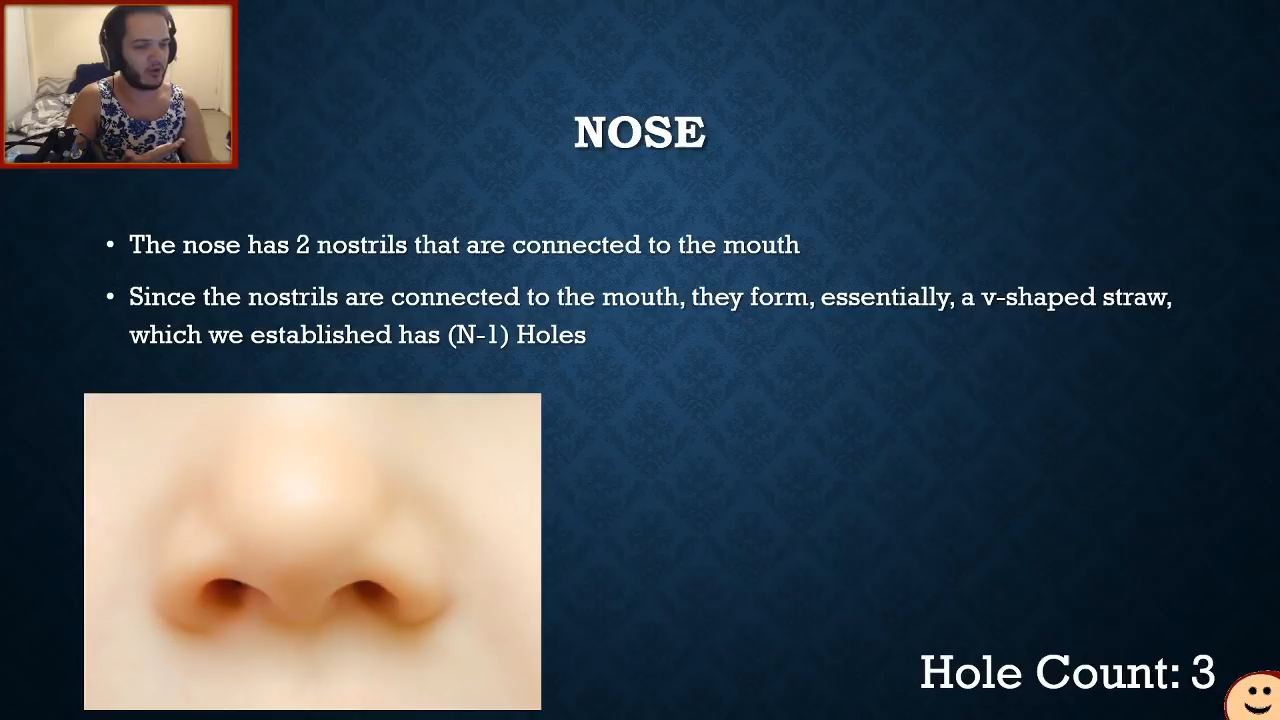 NOSE
• The nose has 2 nostrils that are connected to the mouth
• Since the nostrils are connected to the mouth, they form, essentially, a v-shaped straw,
which we established has (N-1) Holes
Hole Count: 3